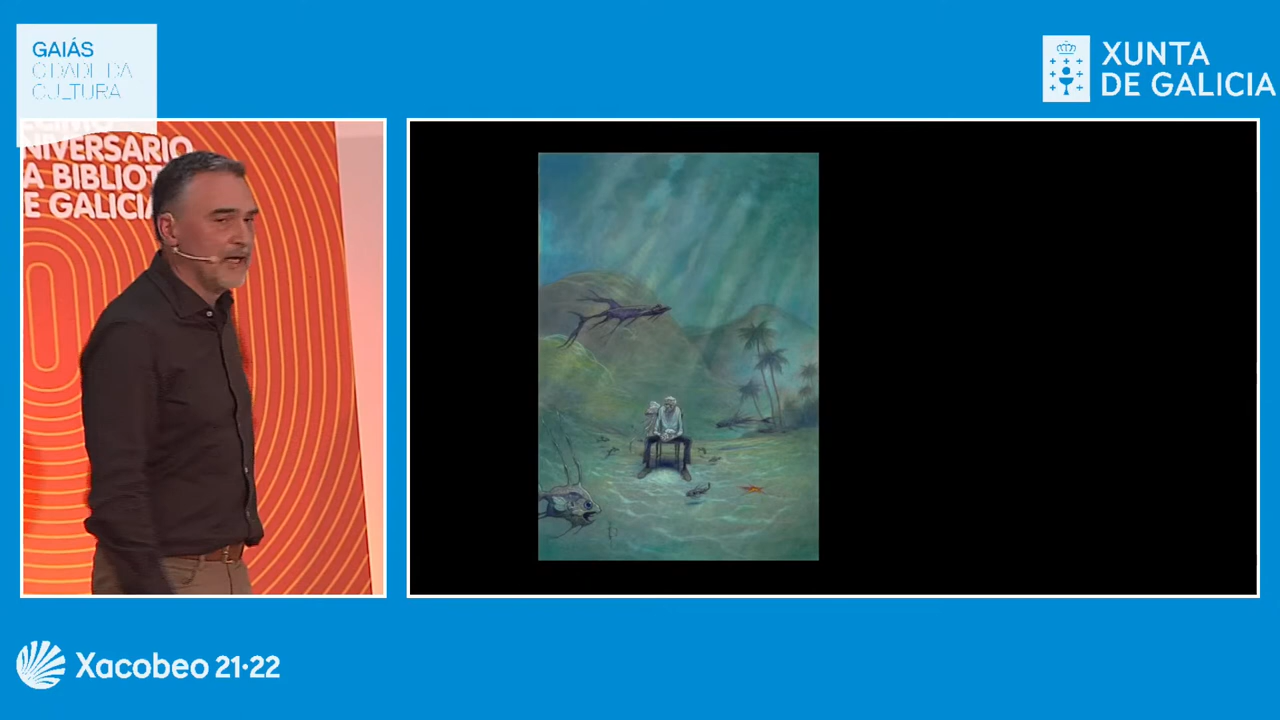 GAIÁS
CIDADE DA
CULTURA
XUNTA
DE GALICIA
NIVERSARIO
A BIBLIOT
E GALICIA
Xacobeo 21·22